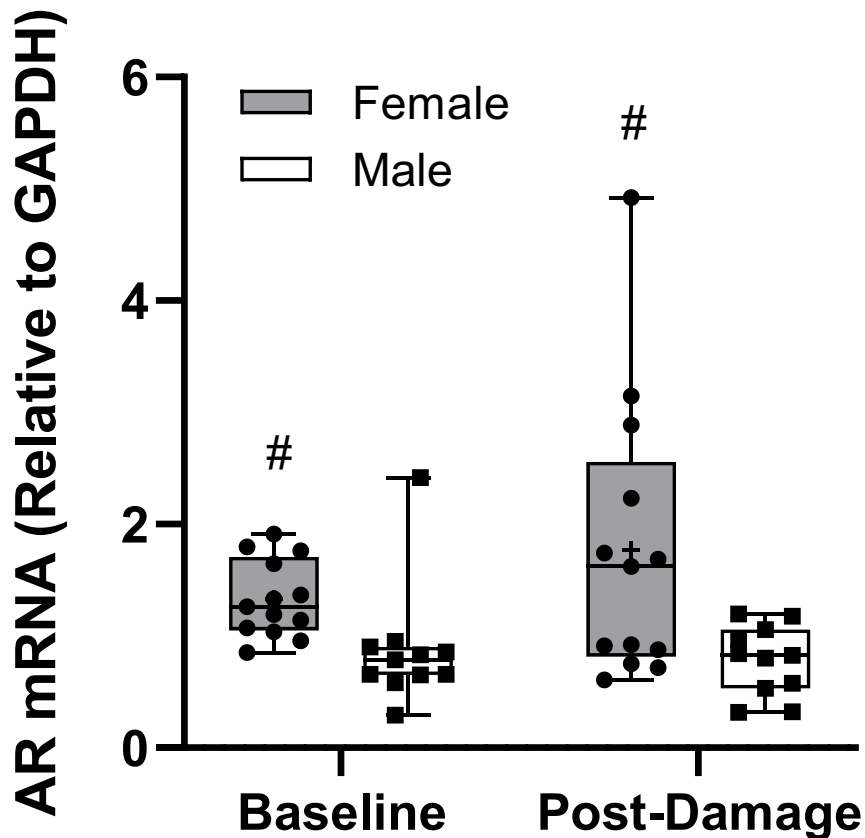 AR mRNA (Relative to GAPDH)
6
4
2
0
Female
Male
#
#
Baseline
Post-Damage